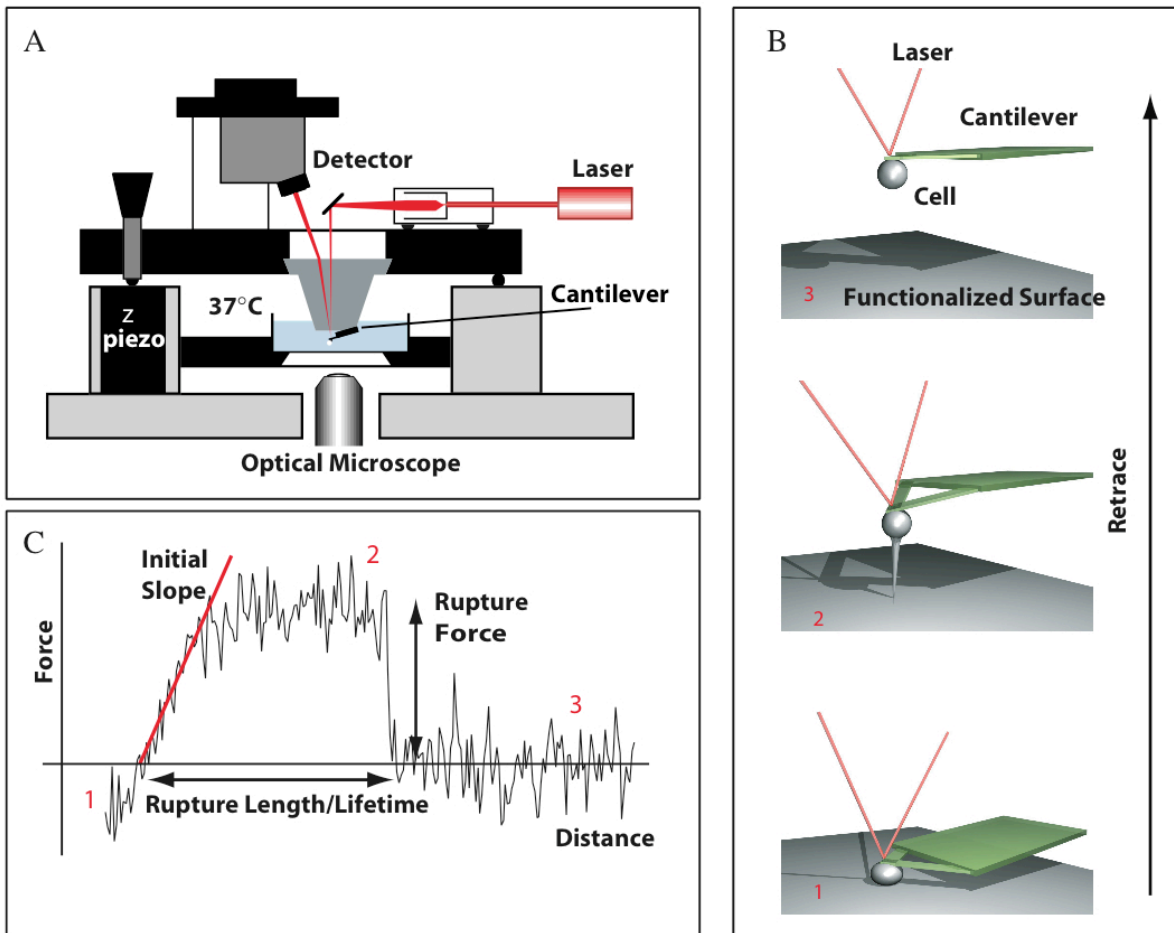 A
Detector
Laser
37°C
Cantilever
z
piezo
Optical Microscope
B
Laser
Cantilever
Cell
3
Functionalized Surface
2
1
Retrace
C
Initial
Slope
2
Rupture
Force
Force
3
1
Rupture Length/Lifetime
Distance